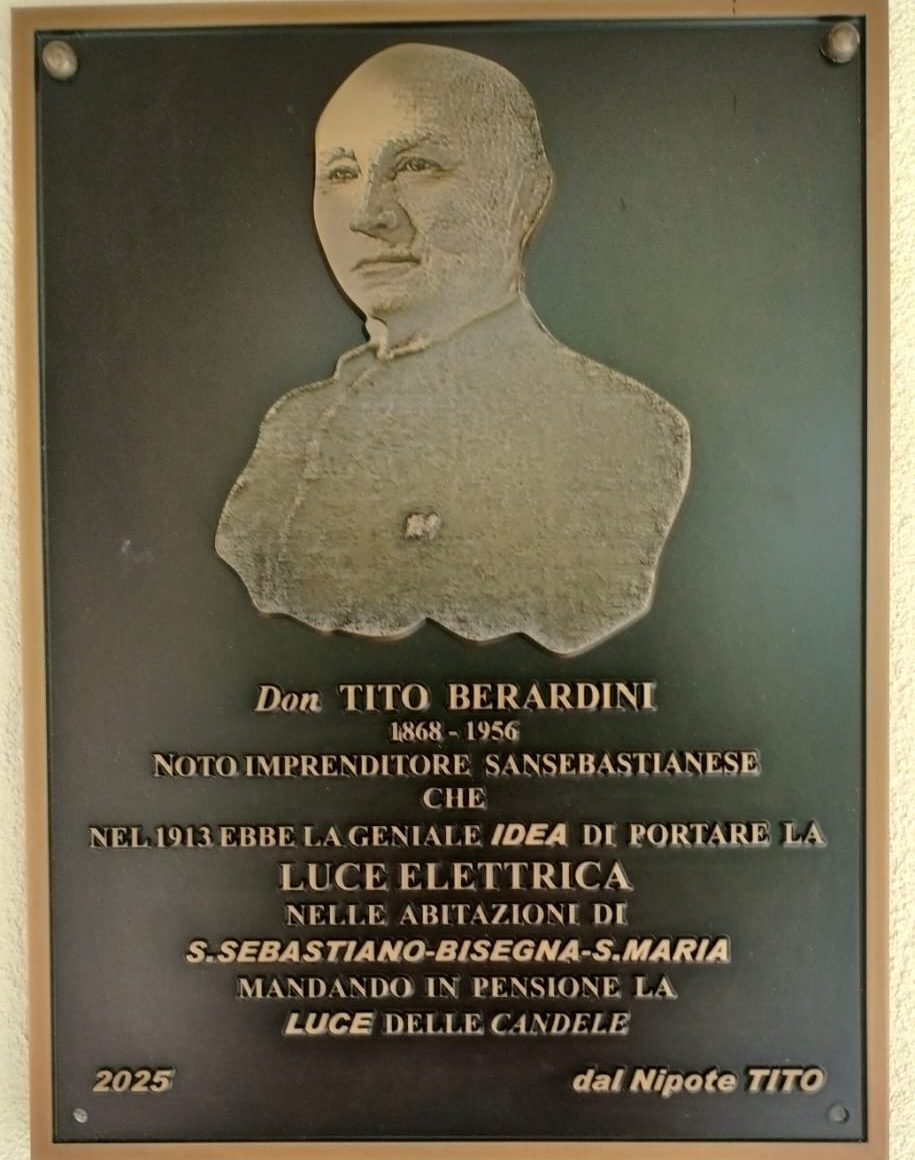 Don TITO BERARDINI
1868 - 1956
NOTO IMPRENDITORE SANSEBASTIANESE
CHE
NEL 1913 EBBE LA GENIALE IDEA DI PORTARE LA
LUCE ELETTRICA
NELLE ABITAZIONI DI
S.SEBASTIANO-BISEGNA-S.MARIA
MANDANDO IN PENSIONE LA
LUCE DELLE CANDELE
2025 dal Nipote TITO